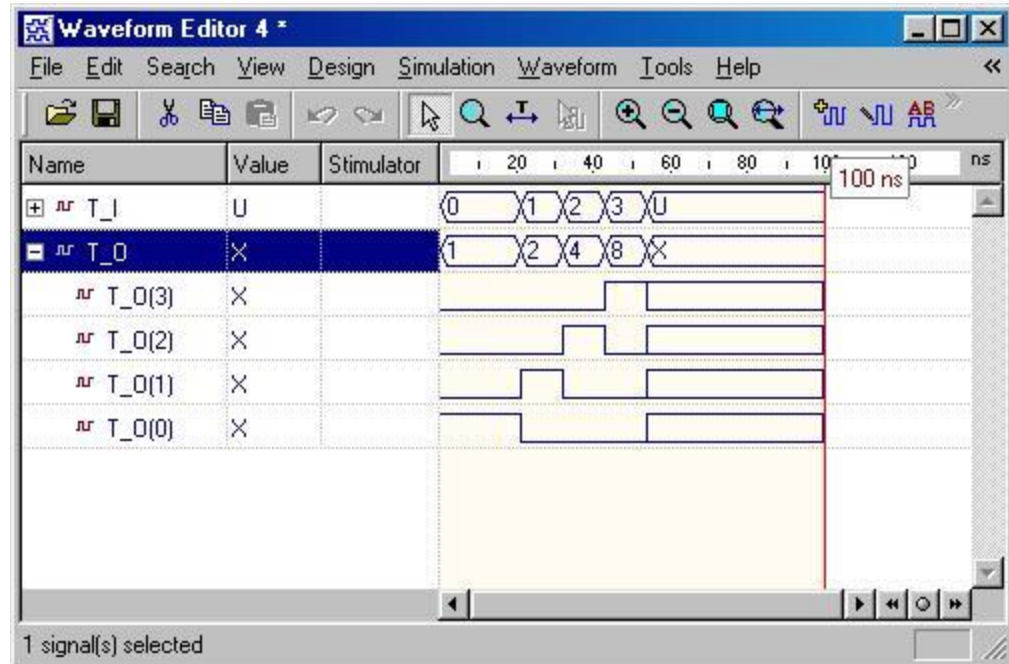 Waveform Editor 4 *
File Edit Search View Design Simulation Waveform Tools Help
Name Value Stimulator 20 40 60 80 ns
100 ns
T_I U 0 1 2 3 U
T_O X 1 2 4 8 X
T_O(3) X
T_O(2) X
T_O(1) X
T_O(0) X
1 signal(s) selected